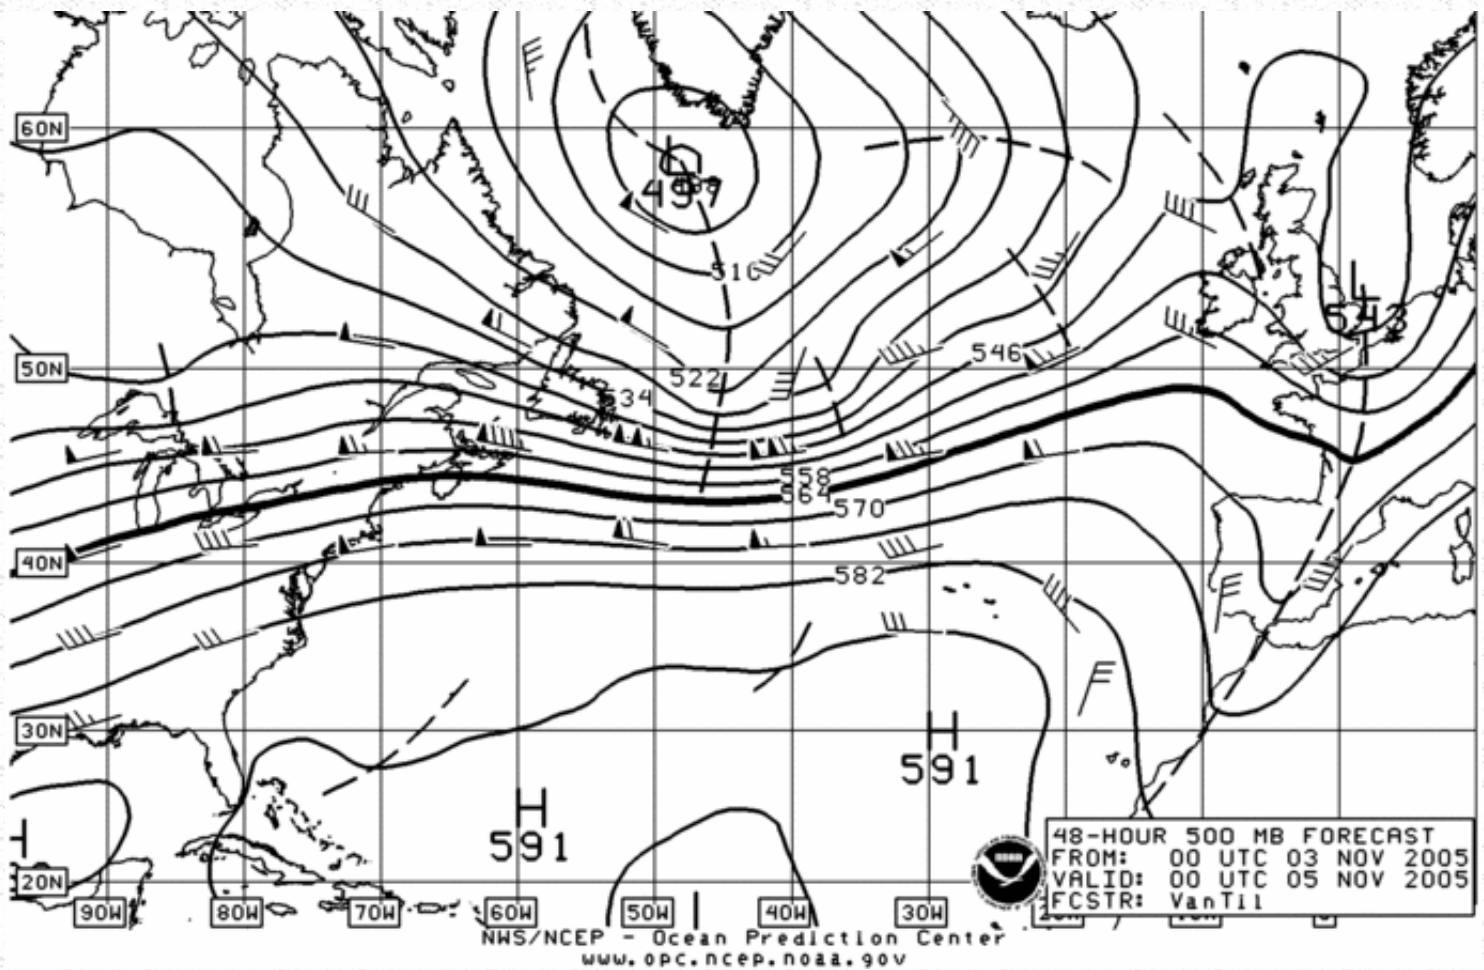 60N
L
497
510
L
543
546
50N
522
534
558
564
570
40N
582
30N
H
591
H
591
H
20N
90W 80W 70W 60W 50W 40W 30W
48-HOUR 500 MB FORECAST
FROM: 00 UTC 03 NOV 2005
VALID: 00 UTC 05 NOV 2005
FCSTR: VanTil
NWS/NCEP - Ocean Prediction Center
www.opc.ncep.noaa.gov